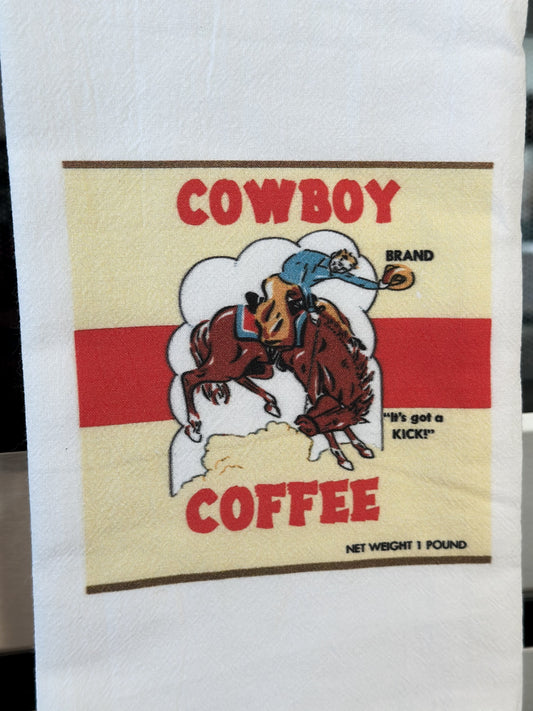 COWBOY
BRAND
"It's got a
KICK!"
COFFEE
NET WEIGHT 1 POUND